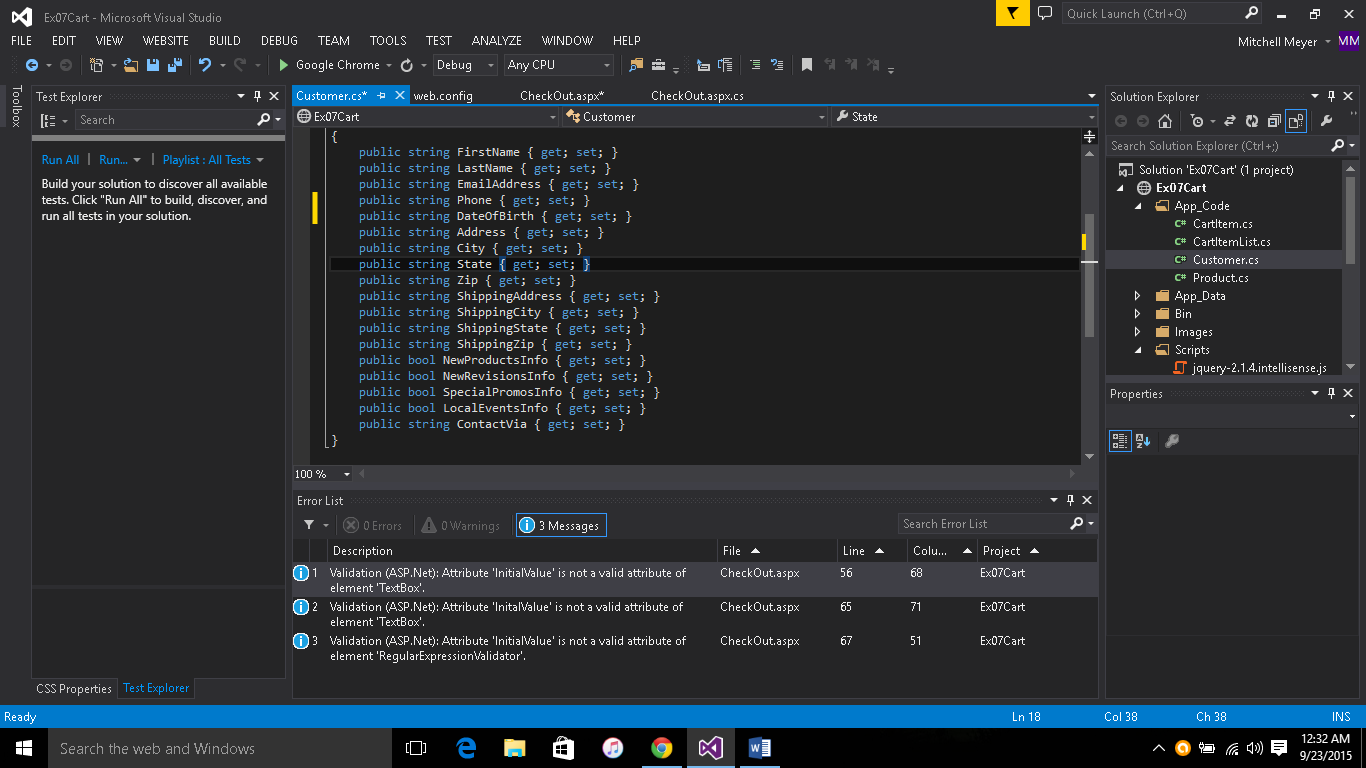 Ex07Cart - Microsoft Visual Studio
Quick Launch (Ctrl+Q)
FILE EDIT VIEW WEBSITE BUILD DEBUG TEAM TOOLS TEST ANALYZE WINDOW HELP
Mitchell Meyer MM
Google Chrome Debug Any CPU
Toolbox
Test Explorer
Search
Run All | Run... | Playlist : All Tests
Build your solution to discover all available
tests. Click "Run All" to build, discover, and
run all tests in your solution.
CSS Properties Test Explorer
Customer.cs* web.config CheckOut.aspx* CheckOut.aspx.cs
Ex07Cart Customer State
{
public string FirstName { get; set; }
public string LastName { get; set; }
public string EmailAddress { get; set; }
public string Phone { get; set; }
public string DateOfBirth { get; set; }
public string Address { get; set; }
public string City { get; set; }
public string State { get; set; }
public string Zip { get; set; }
public string ShippingAddress { get; set; }
public string ShippingCity { get; set; }
public string ShippingState { get; set; }
public string ShippingZip { get; set; }
public bool NewProductsInfo { get; set; }
public bool NewRevisionsInfo { get; set; }
public bool SpecialPromosInfo { get; set; }
public bool LocalEventsInfo { get; set; }
public string ContactVia { get; set; }
}
100 %
Error List
0 Errors 0 Warnings 3 Messages
Search Error List
Description File Line Colu... Project
1 Validation (ASP.Net): Attribute 'InitialValue' is not a valid attribute of CheckOut.aspx 56 68 Ex07Cart
element 'TextBox'.
2 Validation (ASP.Net): Attribute 'InitalValue' is not a valid attribute of CheckOut.aspx 65 71 Ex07Cart
element 'TextBox'.
3 Validation (ASP.Net): Attribute 'InitialValue' is not a valid attribute of CheckOut.aspx 67 51 Ex07Cart
element 'RegularExpressionValidator'.
Solution Explorer
Search Solution Explorer (Ctrl+;)
Solution 'Ex07Cart' (1 project)
Ex07Cart
App_Code
C# CartItem.cs
C# CartItemList.cs
C# Customer.cs
C# Product.cs
App_Data
Bin
Images
Scripts
jquery-2.1.4.intellisense.js
Properties
Ready Ln 18 Col 38 Ch 38 INS
Search the web and Windows
12:32 AM
9/23/2015